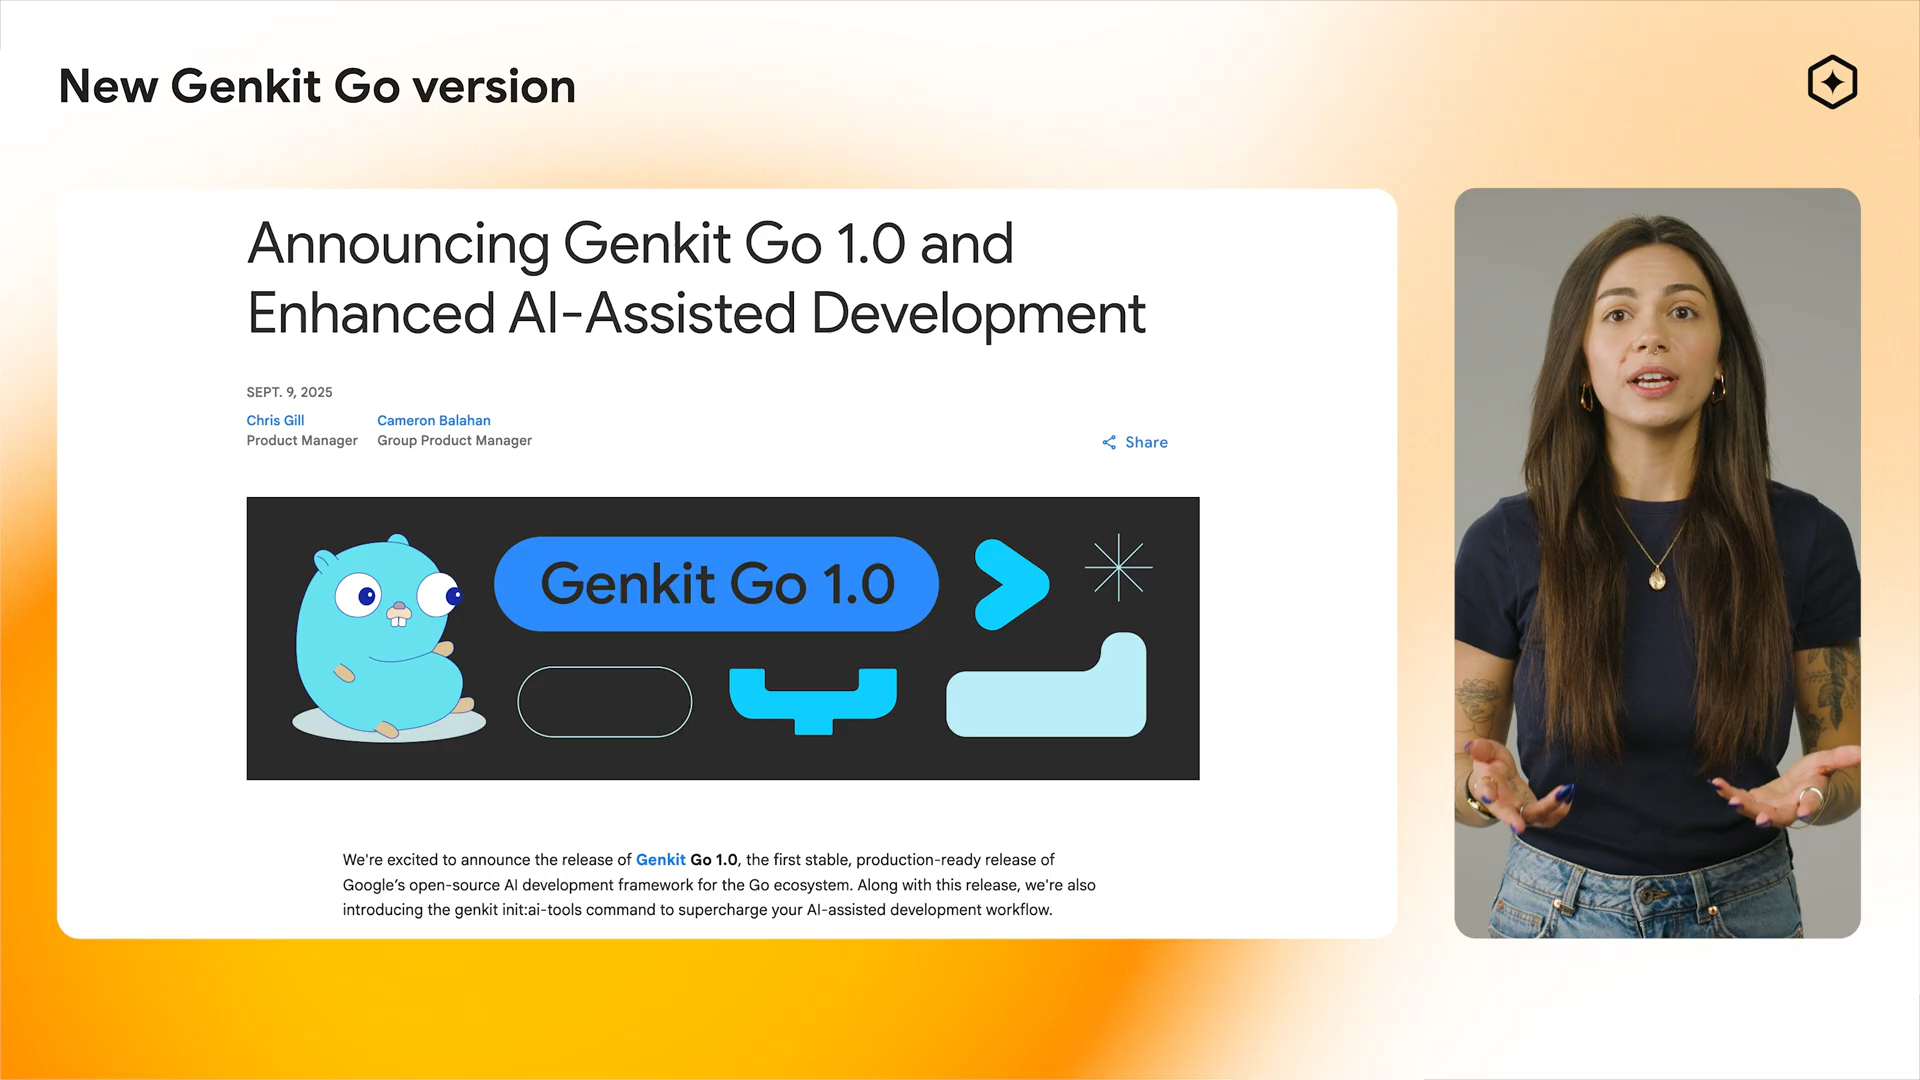 New Genkit Go version
Announcing Genkit Go 1.0 and
Enhanced AI-Assisted Development
SEPT. 9, 2025
Chris Gill
Product Manager
Cameron Balahan
Group Product Manager
Share
Genkit Go 1.0
We're excited to announce the release of Genkit Go 1.0, the first stable, production-ready release of
Google’s open-source AI development framework for the Go ecosystem. Along with this release, we're also
introducing the genkit init:ai-tools command to supercharge your AI-assisted development workflow.